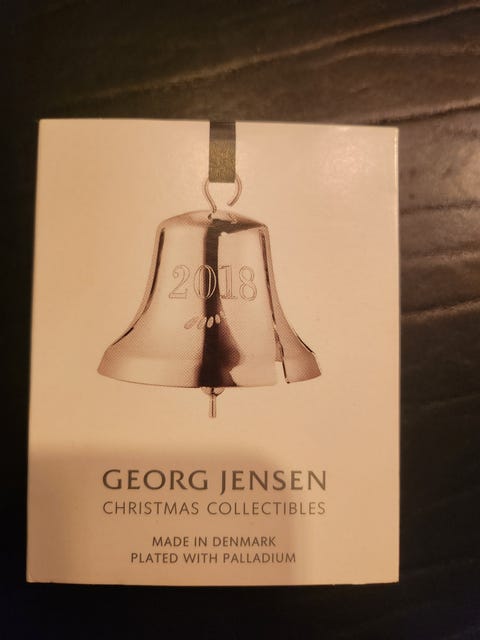 2018
GEORG JENSEN
CHRISTMAS COLLECTIBLES
MADE IN DENMARK
PLATED WITH PALLADIUM